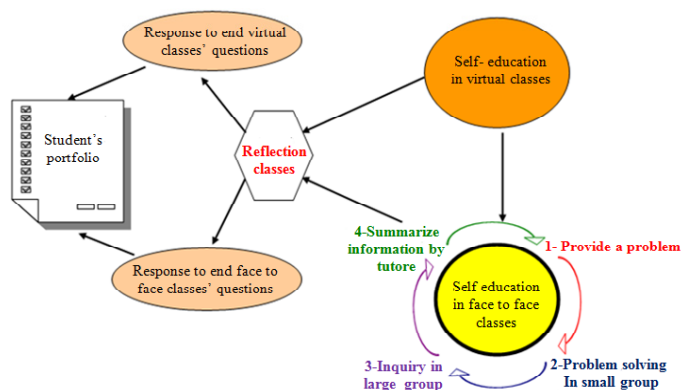 Response to end virtual
classes' questions
Self- education
in virtual classes
Student's
portfolio
Reflection
classes
4-Summarize
information by
tutore
1- Provide a problem
Response to end face to
face classes' questions
Self education
in face to face
classes
3-Inquiry in
large group
2-Problem solving
In small group